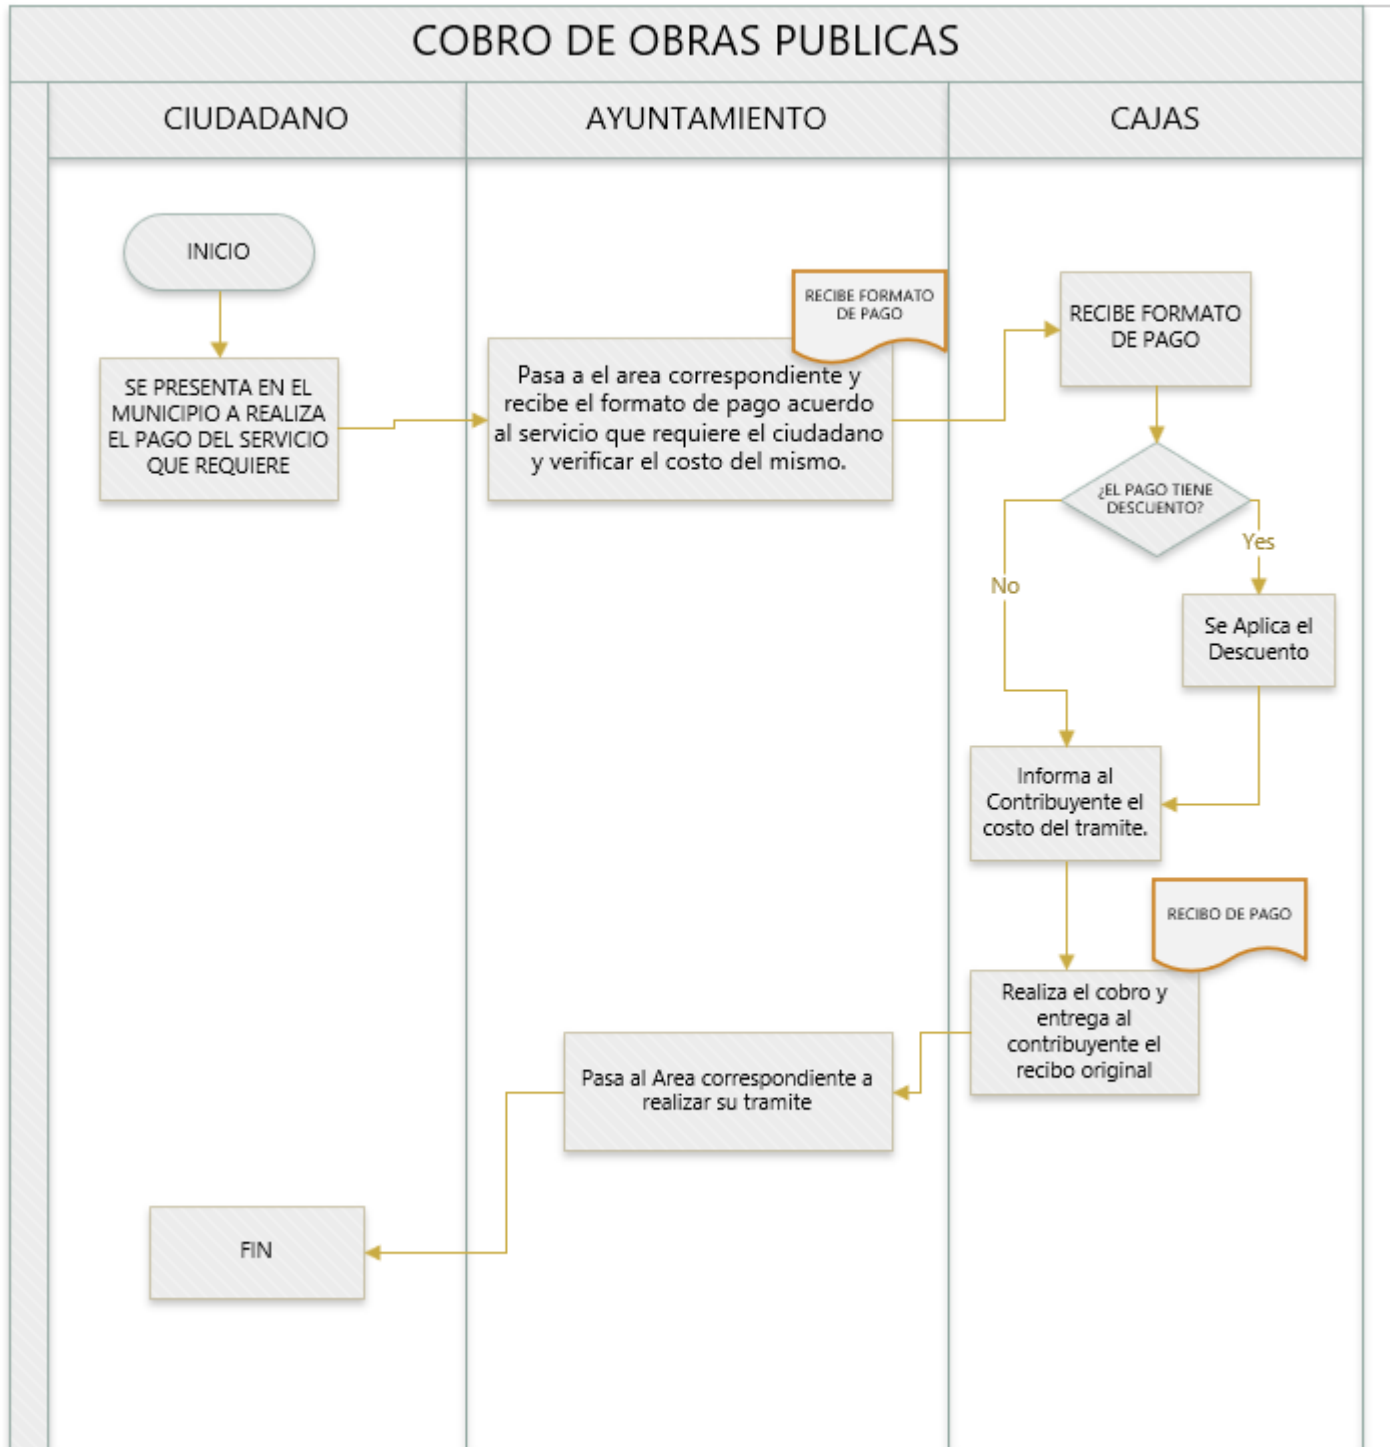 COBRO DE OBRAS PUBLICAS
CIUDADANO
AYUNTAMIENTO
CAJAS
INICIO
SE PRESENTA EN EL
MUNICIPIO A REALIZA
EL PAGO DEL SERVICIO
QUE REQUIERE
RECIBE FORMATO
DE PAGO
Pasa a el area correspondiente y
recibe el formato de pago acuerdo
al servicio que requiere el ciudadano
y verificar el costo del mismo.
RECIBE FORMATO
DE PAGO
¿EL PAGO TIENE
DESCUENTO?
Yes
No
Se Aplica el
Descuento
Informa al
Contribuyente el
costo del tramite.
RECIBO DE PAGO
Realiza el cobro y
entrega al
contribuyente el
recibo original
Pasa al Area correspondiente a
realizar su tramite
FIN